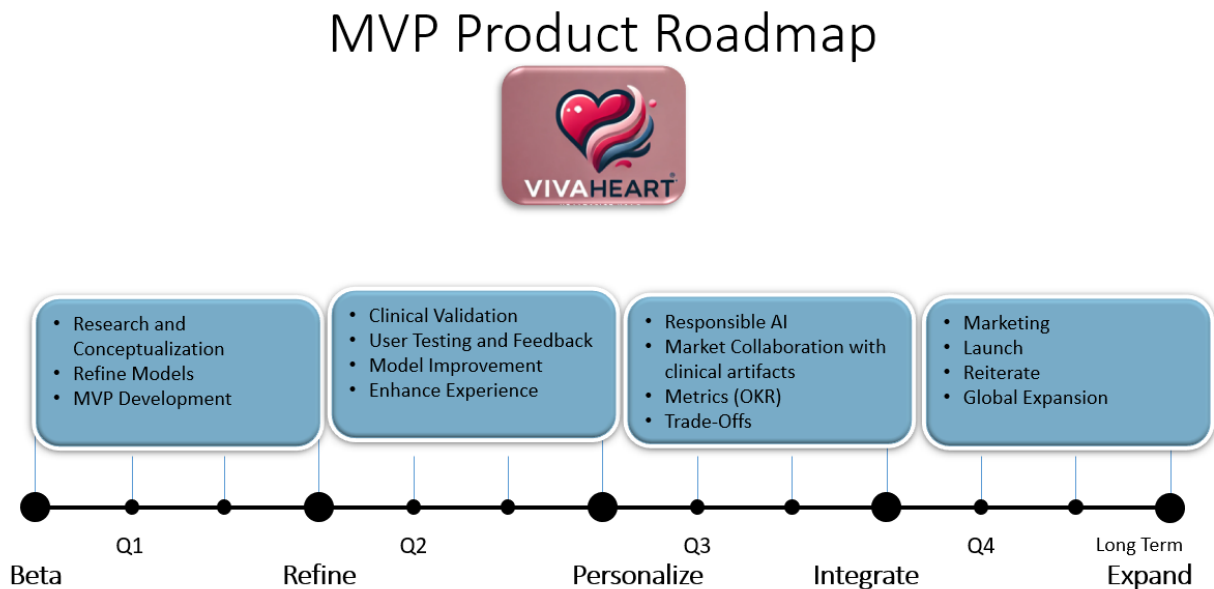 MVP Product Roadmap
VIVAHEART
• Research and
Conceptualization
• Refine Models
• MVP Development
• Clinical Validation
• User Testing and Feedback
• Model Improvement
• Enhance Experience
• Responsible AI
• Market Collaboration with
clinical artifacts
• Metrics (OKR)
• Trade-Offs
• Marketing
• Launch
• Reiterate
• Global Expansion
Q1
Q2
Q3
Q4
Long Term
Beta
Refine
Personalize
Integrate
Expand